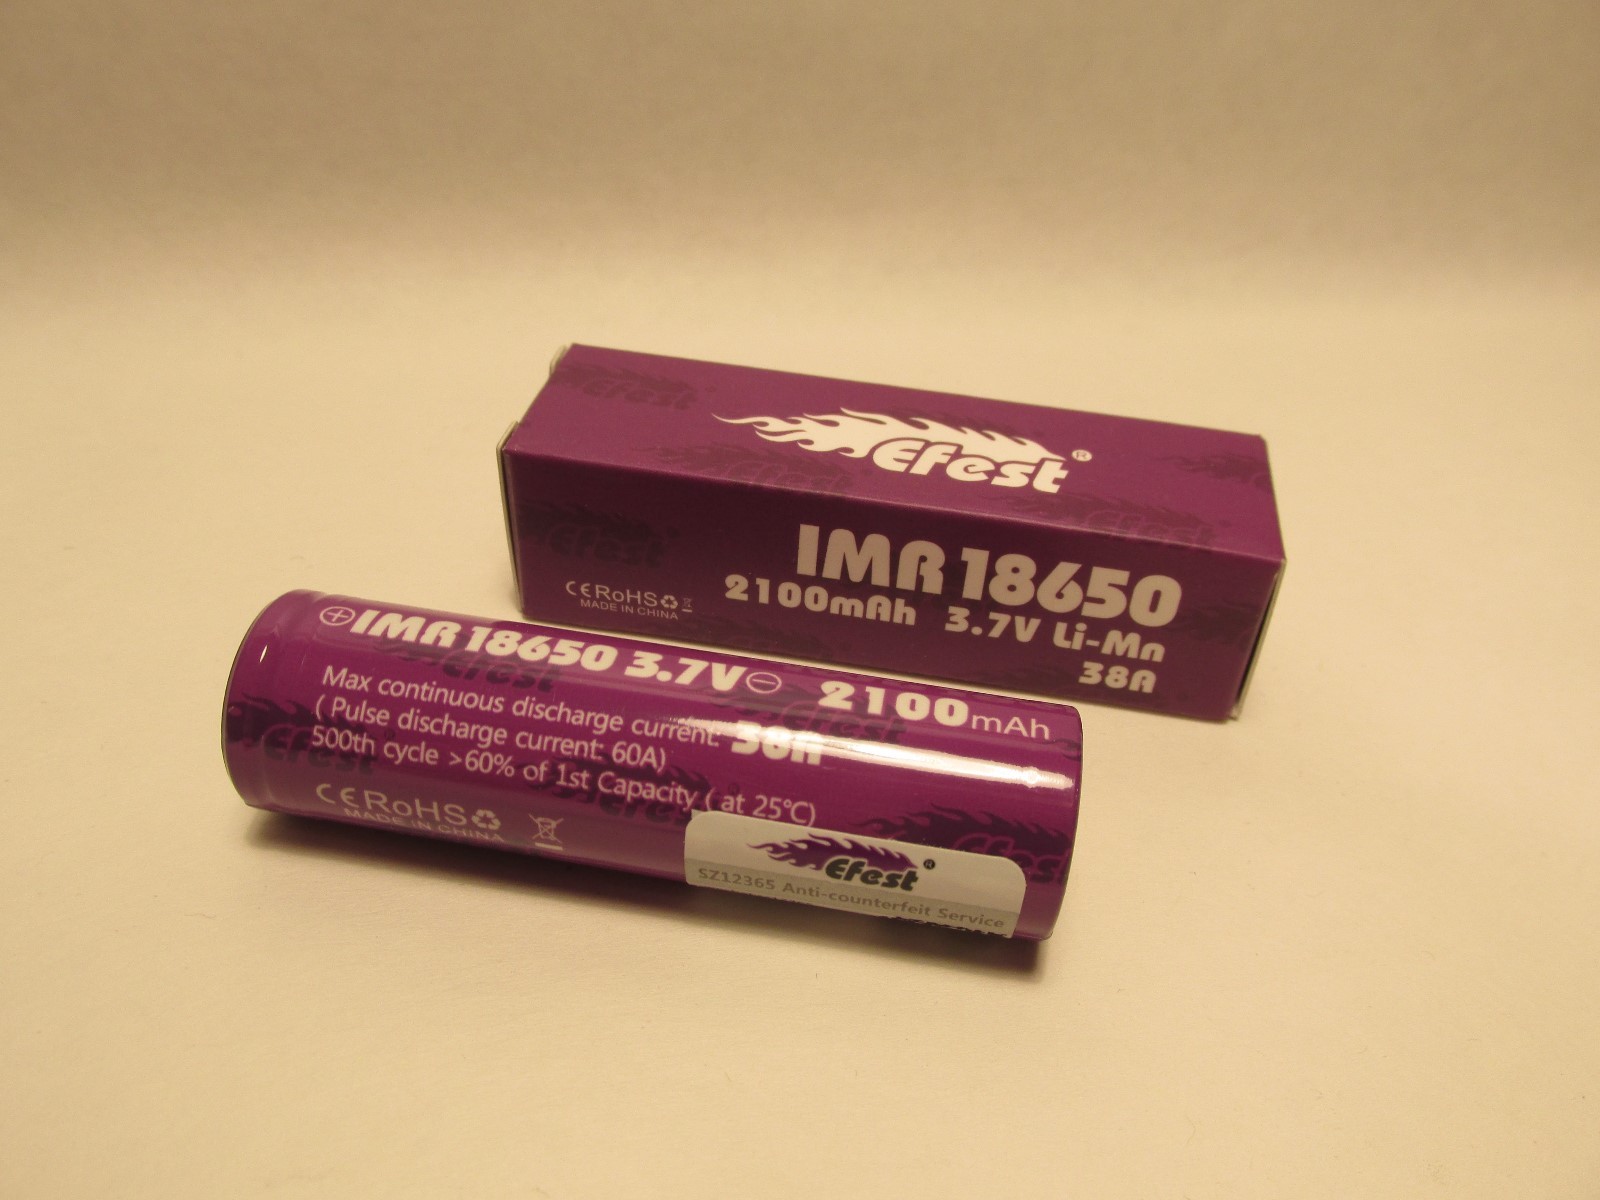 Efest®
IMR 18650
2100mAh 3.7V Li-Mn
38A
CE RoHS
MADE IN CHINA
IMR 18650 3.7V 2100mAh
Max continuous discharge current: 38A
( Pulse discharge current: 60A)
500th cycle >60% of 1st Capacity ( at 25℃)
CE RoHS
MADE IN CHINA
Efest®
SZ12365 Anti-counterfeit Service